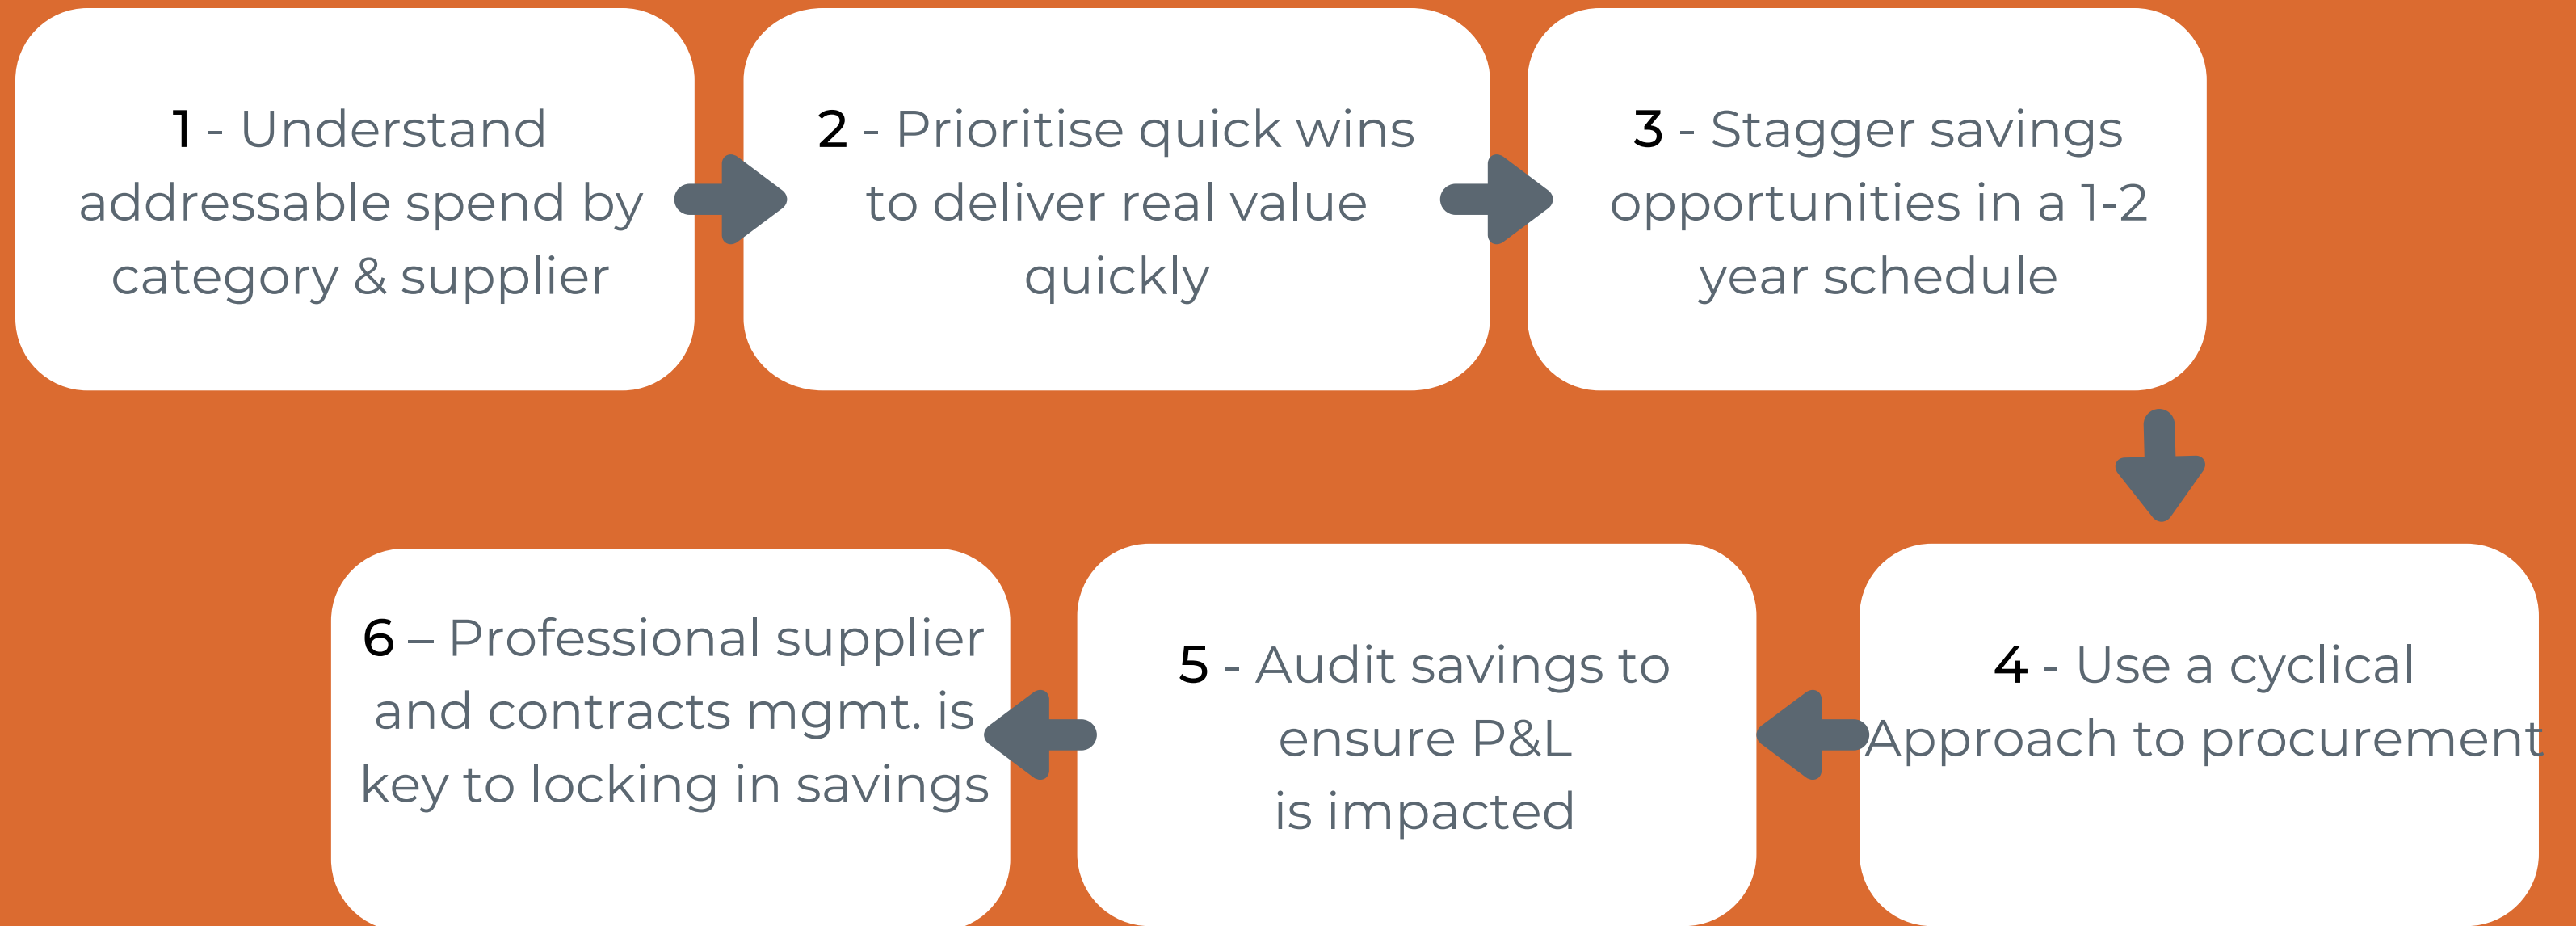 1 - Understand
addressable spend by
category & supplier
2 - Prioritise quick wins
to deliver real value
quickly
3 - Stagger savings
opportunities in a 1-2
year schedule
4 - Use a cyclical
Approach to procurement
5 - Audit savings to
ensure P&L
is impacted
6 – Professional supplier
and contracts mgmt. is
key to locking in savings